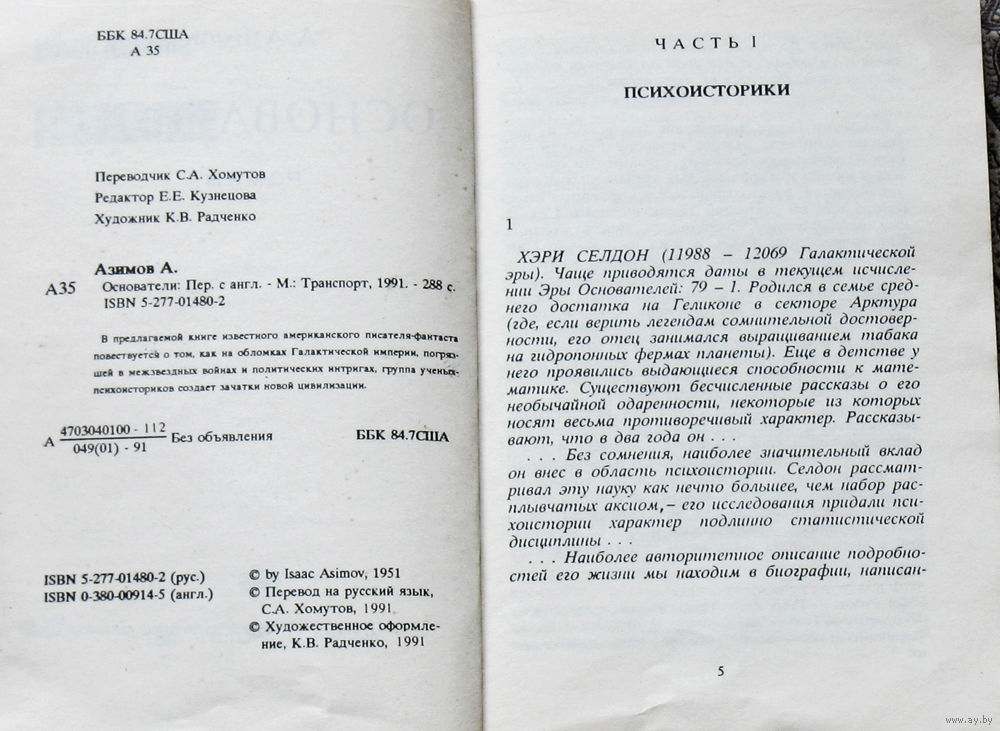 ББК 84.7США
А 35
Переводчик С.А. Хомутов
Редактор Е.Е. Кузнецова
Художник К.В. Радченко
Азимов А.
А35 Основатели: Пер. с англ. - М.: Транспорт, 1991. - 288 с.
ISBN 5-277-01480-2
В предлагаемой книге известного американского писателя-фантаста
повествуется о том, как на обломках Галактической империи, погряз-
шей в межзвездных войнах и политических интригах, группа ученых-
психоисториков создает зачатки новой цивилизации.
А 4703040100 - 112
049(01) - 91
Без объявления ББК 84.7США
ISBN 5-277-01480-2 (рус.)
ISBN 0-380-00914-5 (англ.)
© by Isaac Asimov, 1951
© Перевод на русский язык,
С.А. Хомутов, 1991
© Художественное оформле-
ние, К.В. Радченко, 1991
ЧАСТЬ I
ПСИХОИСТОРИКИ
1
ХЭРИ СЕЛДОН (11988 – 12069 Галактической
эры). Чаще приводятся даты в текущем исчисле-
нии Эры Основателей: 79 – 1. Родился в семье сред-
него достатка на Геликоне в секторе Арктура
(где, если верить легендам сомнительной достовер-
ности, его отец занимался выращиванием табака
на гидропонных фермах планеты). Еще в детстве у
него проявились выдающиеся способности к мате-
матике. Существуют бесчисленные рассказы о его
необычайной одаренности, некоторые из которых
носят весьма противоречивый характер. Рассказы-
вают, что в два года он . . .
. . . Без сомнения, наиболее значительный вклад
он внес в область психоистории. Селдон рассмат-
ривал эту науку как нечто большее, чем набор рас-
плывчатых аксиом, – его исследования придали пси-
хоистории характер подлинно статистической
дисциплины . . .
. . . Наиболее авторитетное описание подробно-
стей его жизни мы находим в биографии, написан-
5
www.ay.by